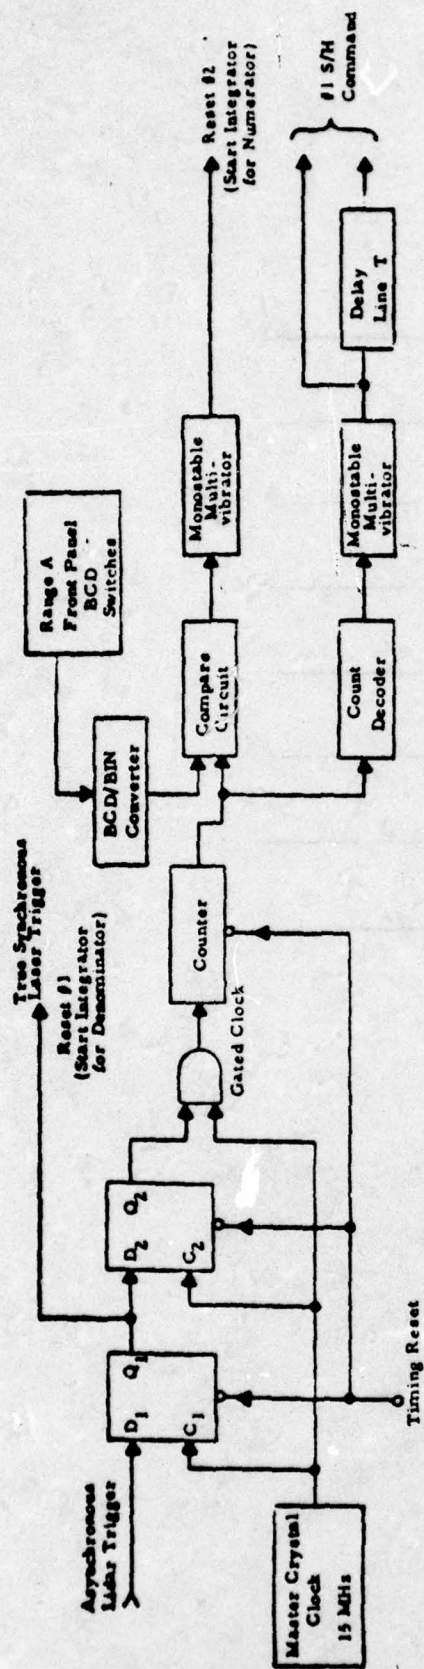 Asynchronous
Lidar Trigger
Master Crystal
Clock
15 MHz
D1
Q1
C1
Timing Reset
True Synchronous
Laser Trigger
Reset #1
(Start Integrator
for Denominator)
D2
Q2
C2
Gated Clock
Counter
Range A
Front Panel
BCD
Switches
BCD/BIN
Converter
Compare
Circuit
Count
Decoder
Monostable
Multi-
vibrator
Monostable
Multi-
vibrator
Reset #2
(Start Integrator
for Numerator)
Delay
Line T
#1 S/H
Command